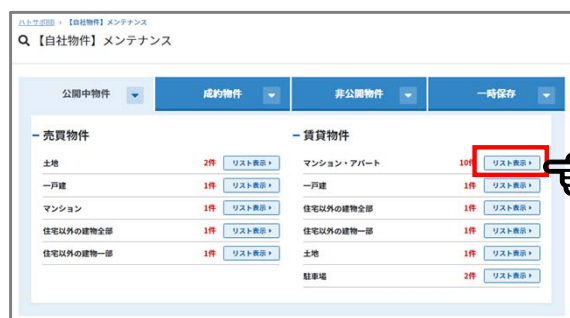 ハトサポBB › 【自社物件】メンテナンス
【自社物件】メンテナンス
公開中物件 成約物件 非公開物件 一時保存
売買物件
土地 2件 リスト表示
一戸建 1件 リスト表示
マンション 1件 リスト表示
住宅以外の建物全部 1件 リスト表示
住宅以外の建物一部 1件 リスト表示
賃貸物件
マンション・アパート 10件 リスト表示
一戸建 1件 リスト表示
住宅以外の建物全部 1件 リスト表示
住宅以外の建物一部 1件 リスト表示
土地 1件 リスト表示
駐車場 2件 リスト表示